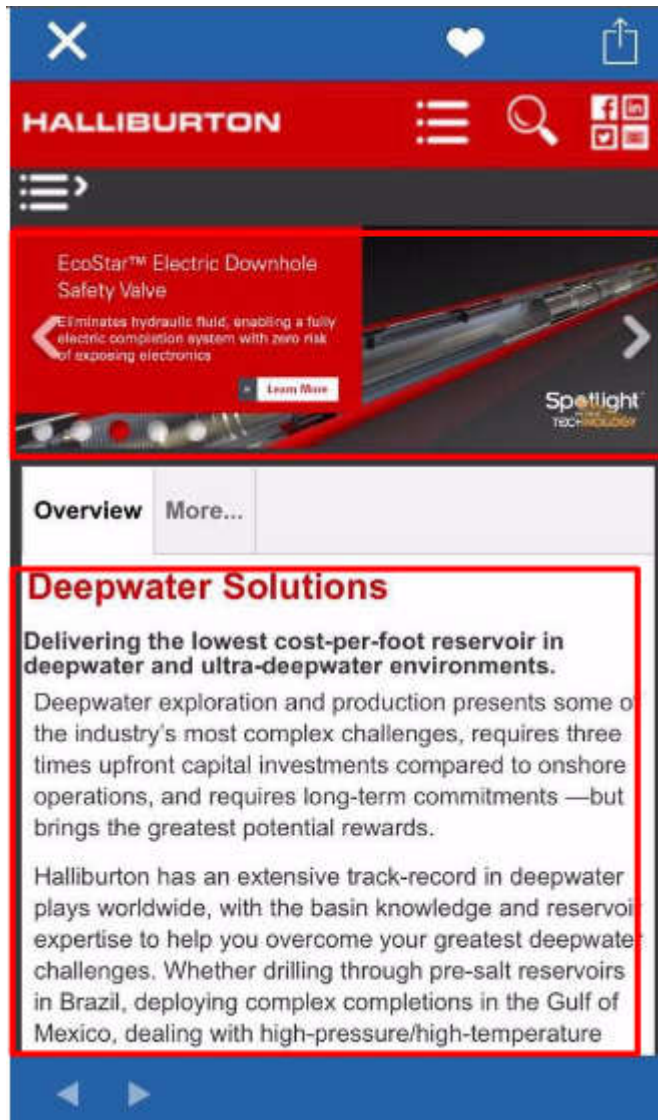 HALLIBURTON
EcoStar™ Electric Downhole
Safety Valve
Eliminates hydraulic fluid, enabling a fully
electric completion system with zero risk
of exposing electronics
Learn More
Spotlight
TECHNOLOGY
Overview More...
Deepwater Solutions
Delivering the lowest cost-per-foot reservoir in
deepwater and ultra-deepwater environments.
Deepwater exploration and production presents some of
the industry's most complex challenges, requires three
times upfront capital investments compared to onshore
operations, and requires long-term commitments —but
brings the greatest potential rewards.
Halliburton has an extensive track-record in deepwater
plays worldwide, with the basin knowledge and reservoir
expertise to help you overcome your greatest deepwater
challenges. Whether drilling through pre-salt reservoirs
in Brazil, deploying complex completions in the Gulf of
Mexico, dealing with high-pressure/high-temperature